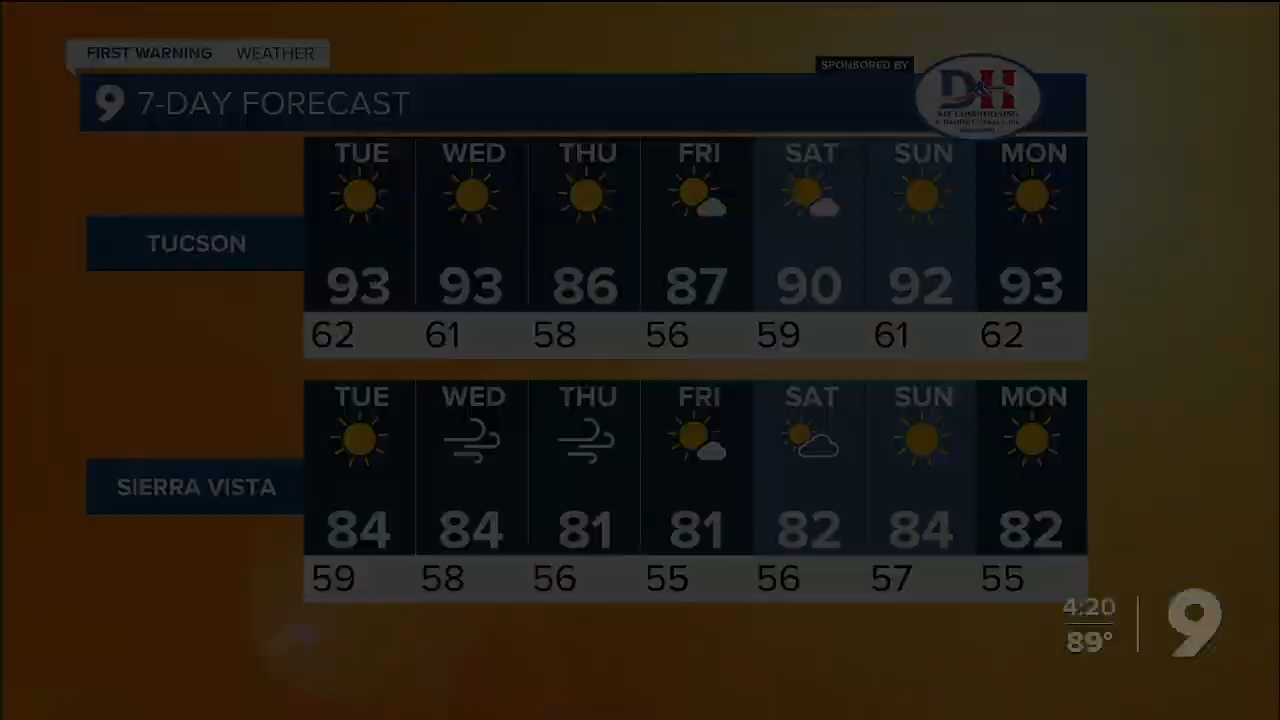 FIRST WARNING WEATHER
SPONSORED BY
9 7-DAY FORECAST
D&H
AIR CONDITIONING
TUE WED THU FRI SAT SUN MON
TUCSON
93 93 86 87 90 92 93
62 61 58 56 59 61 62
TUE WED THU FRI SAT SUN MON
SIERRA VISTA
84 84 81 81 82 84 82
59 58 56 55 56 57 55
4:20
89°
9